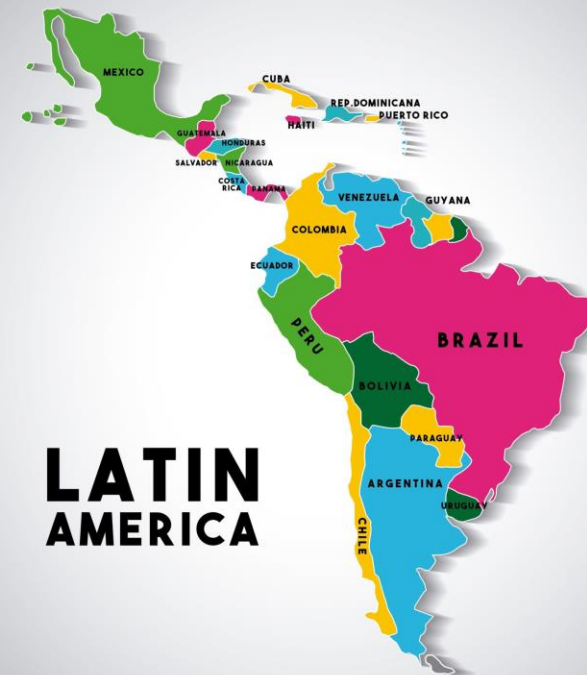 MEXICO
CUBA
REP.DOMINICANA
PUERTO RICO
HAITI
GUATEMALA
HONDURAS
SALVADOR
NICARAGUA
COSTA
RICA
PANAMA
VENEZUELA
GUYANA
COLOMBIA
ECUADOR
PERU
BRAZIL
BOLIVIA
PARAGUAY
ARGENTINA
URUGUAY
CHILE
LATIN
AMERICA